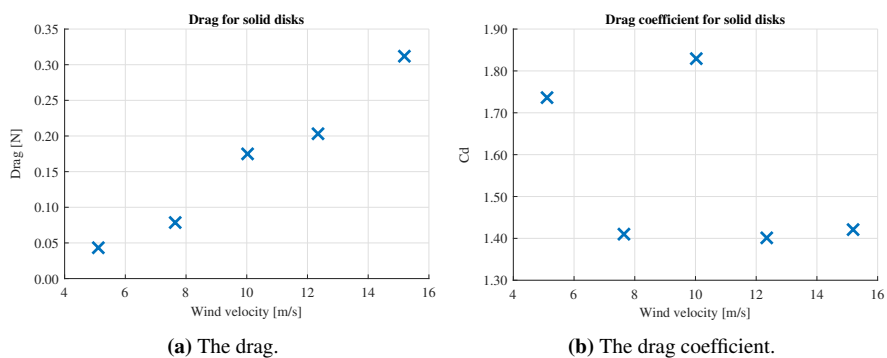 Drag for solid disks
0.35
0.30
0.25
0.20
0.15
0.10
0.05
0.00
Drag [N]
4 6 8 10 12 14 16
Wind velocity [m/s]
(a) The drag.
Drag coefficient for solid disks
1.90
1.80
1.70
1.60
1.50
1.40
1.30
Cd
4 6 8 10 12 14 16
Wind velocity [m/s]
(b) The drag coefficient.